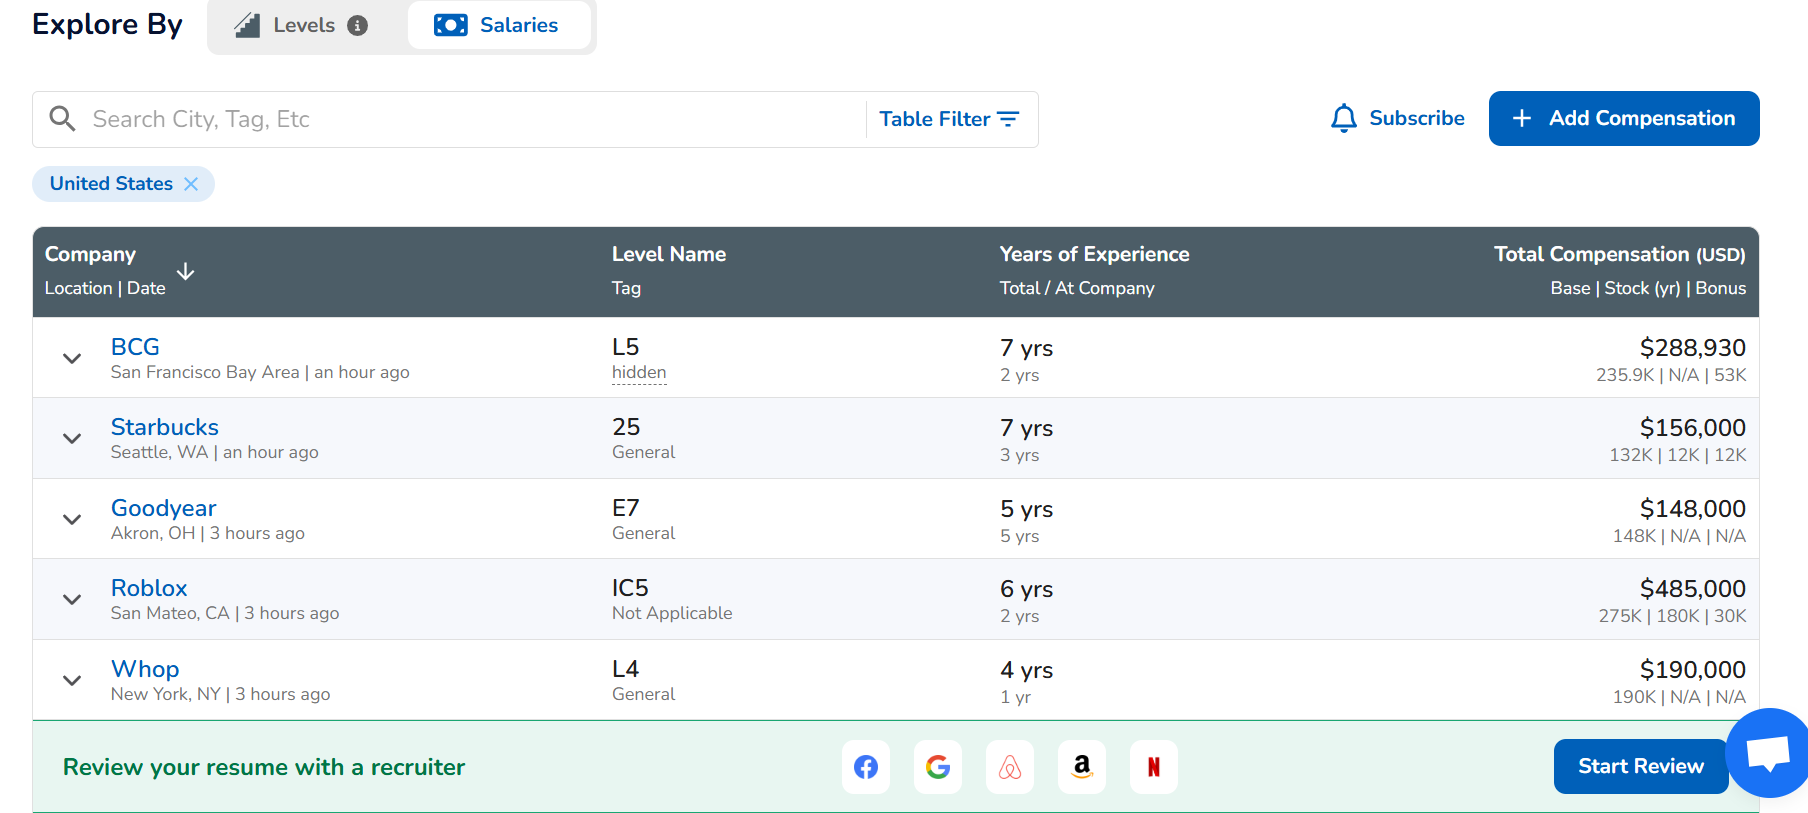 Explore By
Levels
Salaries
Search City, Tag, Etc
Table Filter
Subscribe
+ Add Compensation
United States
Company
Location | Date
Level Name
Tag
Years of Experience
Total / At Company
Total Compensation (USD)
Base | Stock (yr) | Bonus
BCG
San Francisco Bay Area | an hour ago
L5
hidden
7 yrs
2 yrs
$288,930
235.9K | N/A | 53K
Starbucks
Seattle, WA | an hour ago
25
General
7 yrs
3 yrs
$156,000
132K | 12K | 12K
Goodyear
Akron, OH | 3 hours ago
E7
General
5 yrs
5 yrs
$148,000
148K | N/A | N/A
Roblox
San Mateo, CA | 3 hours ago
IC5
Not Applicable
6 yrs
2 yrs
$485,000
275K | 180K | 30K
Whop
New York, NY | 3 hours ago
L4
General
4 yrs
1 yr
$190,000
190K | N/A | N/A
Review your resume with a recruiter
Start Review